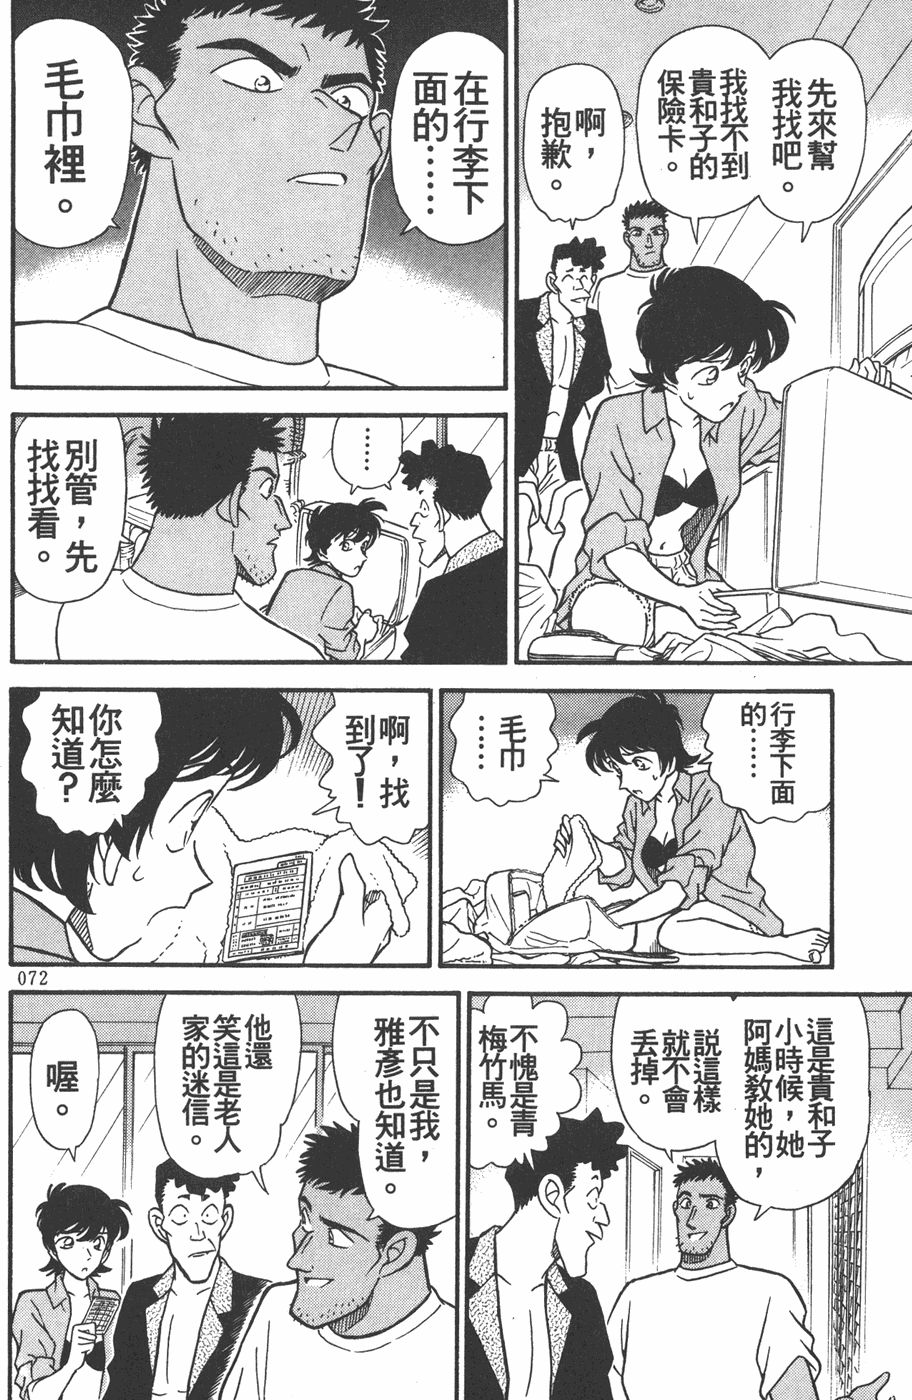 先來幫
我找吧。
我找不到
貴和子的
保險卡。
啊，
抱歉。
在行李下
面的……
毛巾裡。
……
別管，先
找找看。
行李下面
的……
毛巾
……
啊，找
到了！
你怎麼
知道？
072
這是貴和子
小時候，她
阿媽教她的，
說這樣
就不會
丟掉。
不愧是青
梅竹馬。
不只是我，
雅彥也知道。
他還
笑這是老人
家的迷信。
喔。